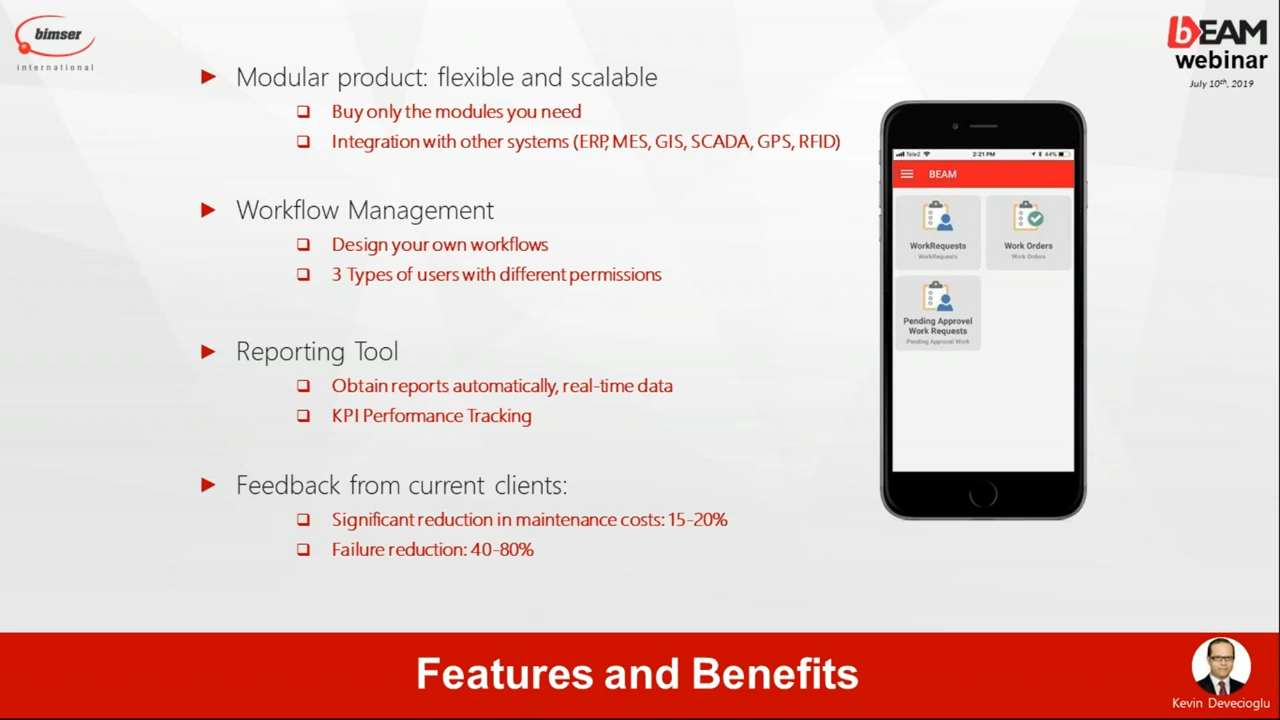 bimser
international
bEAM
webinar
July 10th, 2019
Modular product: flexible and scalable
Buy only the modules you need
Integration with other systems (ERP, MES, GIS, SCADA, GPS, RFID)
Workflow Management
Design your own workflows
3 Types of users with different permissions
Reporting Tool
Obtain reports automatically, real-time data
KPI Performance Tracking
Feedback from current clients:
Significant reduction in maintenance costs: 15-20%
Failure reduction: 40-80%
Tele2 2:21 PM 44%
BEAM
WorkRequests
WorkRequests
Work Orders
Work Orders
Pending Approvel
Work Requests
Pending Approval Work
Features and Benefits
Kevin Devecioglu